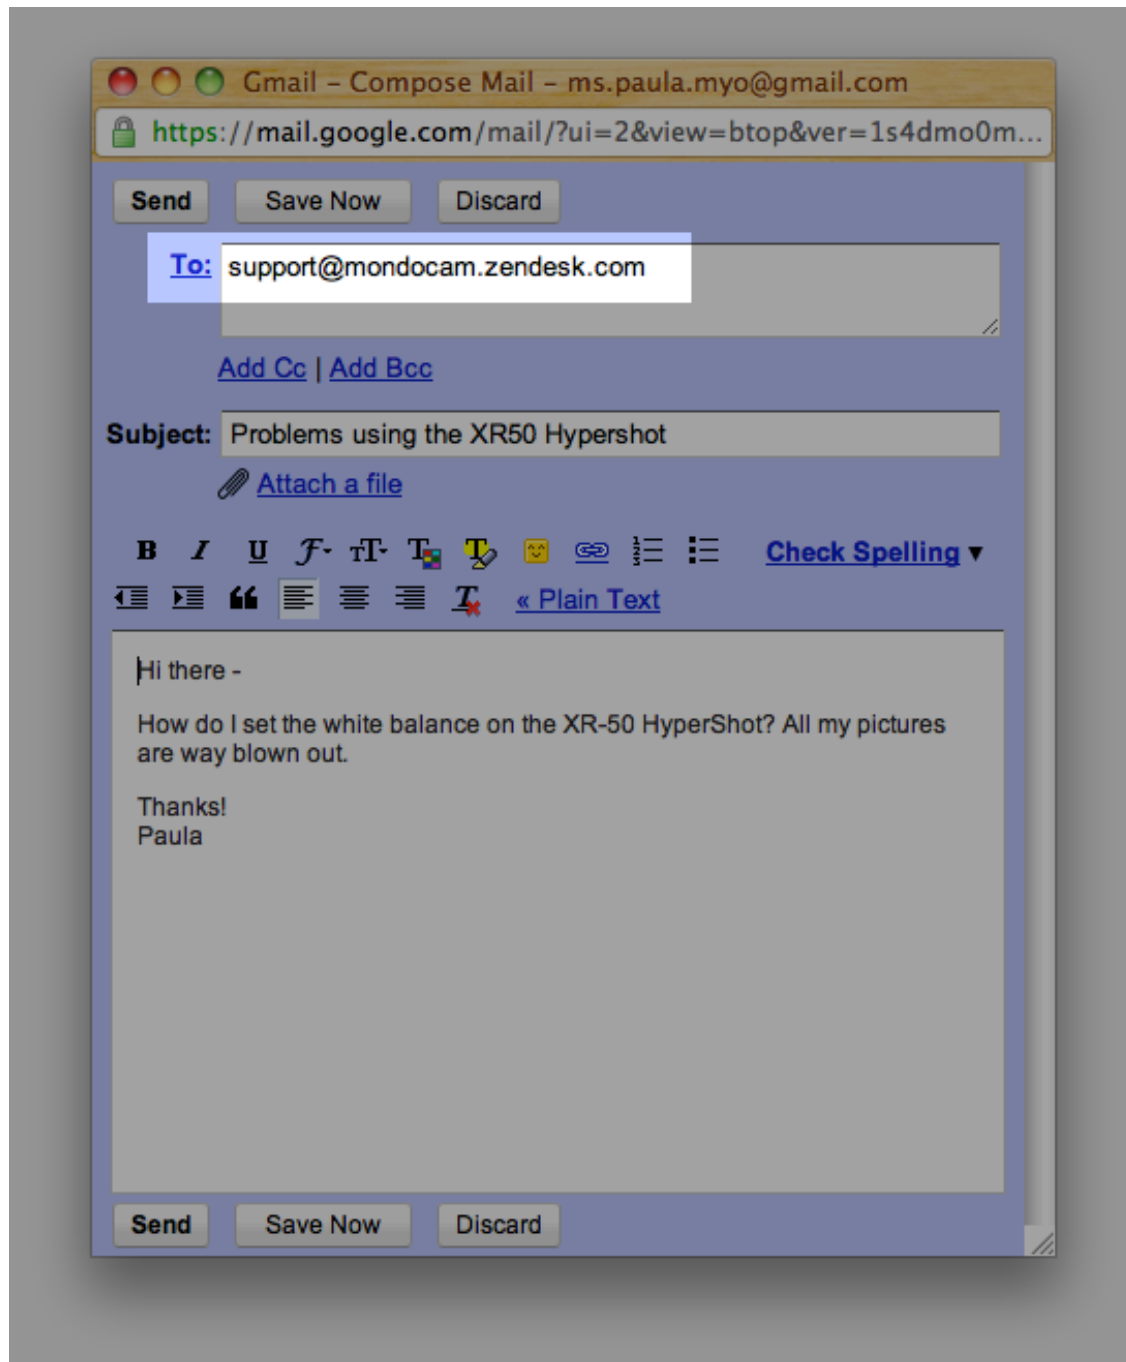 Gmail – Compose Mail – ms.paula.myo@gmail.com
https://mail.google.com/mail/?ui=2&view=btop&ver=1s4dmo0m...
Send Save Now Discard
To: support@mondocam.zendesk.com
Add Cc | Add Bcc
Subject: Problems using the XR50 Hypershot
Attach a file
B I U F TT T T Check Spelling ▼
T « Plain Text
Hi there -
How do I set the white balance on the XR-50 HyperShot? All my pictures
are way blown out.
Thanks!
Paula
Send Save Now Discard